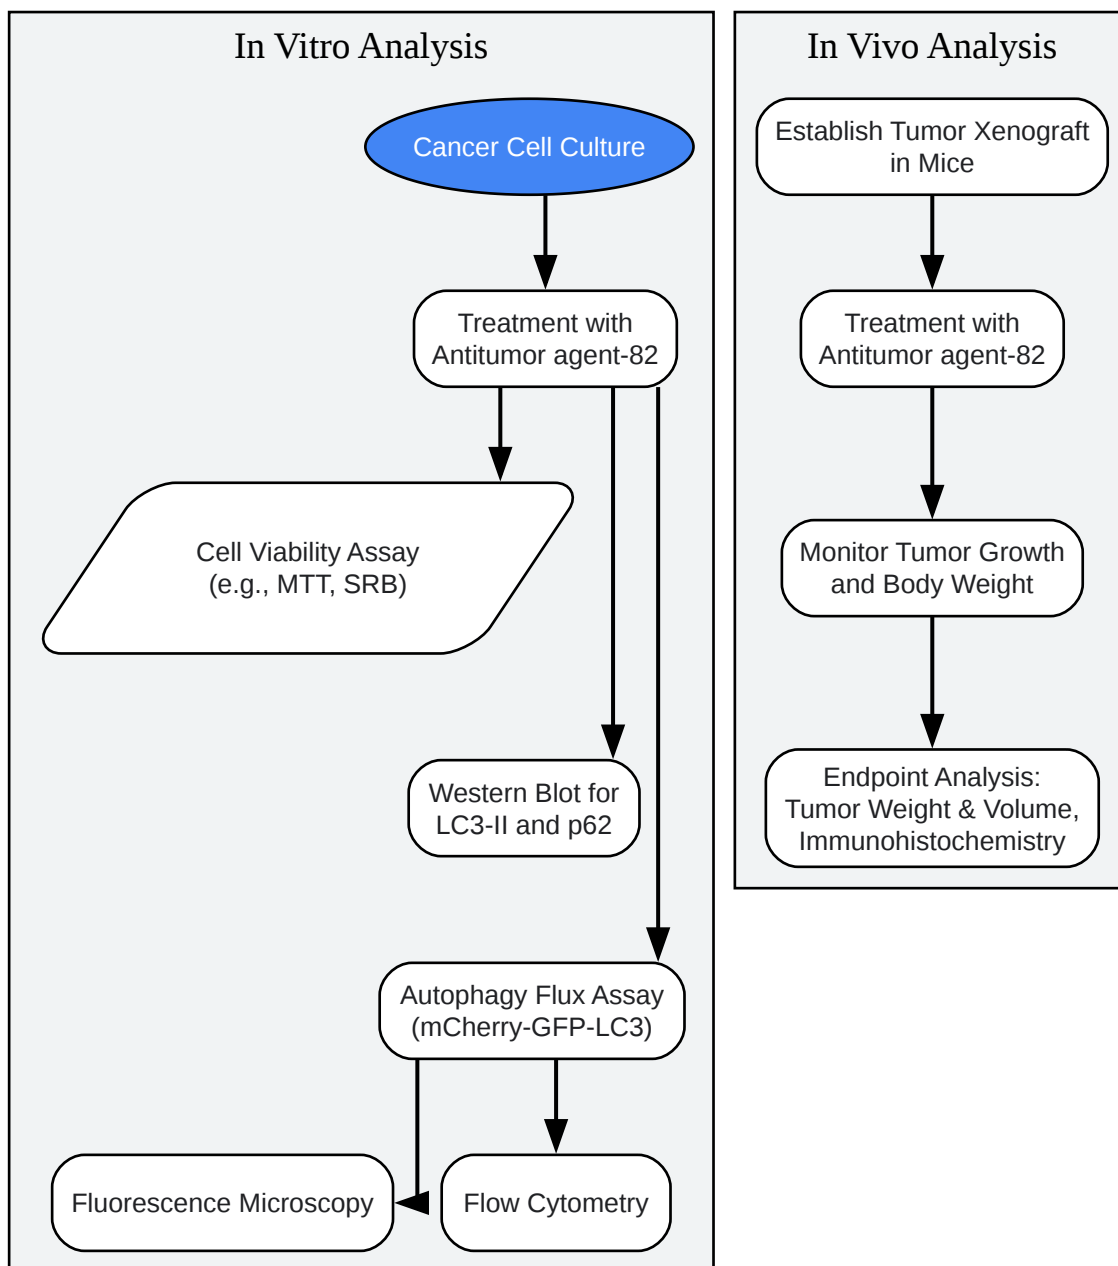 In Vitro Analysis
Cancer Cell Culture
Treatment with
Antitumor agent-82
Cell Viability Assay
(e.g., MTT, SRB)
Western Blot for
LC3-II and p62
Autophagy Flux Assay
(mCherry-GFP-LC3)
Fluorescence Microscopy
Flow Cytometry
In Vivo Analysis
Establish Tumor Xenograft
in Mice
Treatment with
Antitumor agent-82
Monitor Tumor Growth
and Body Weight
Endpoint Analysis:
Tumor Weight & Volume,
Immunohistochemistry